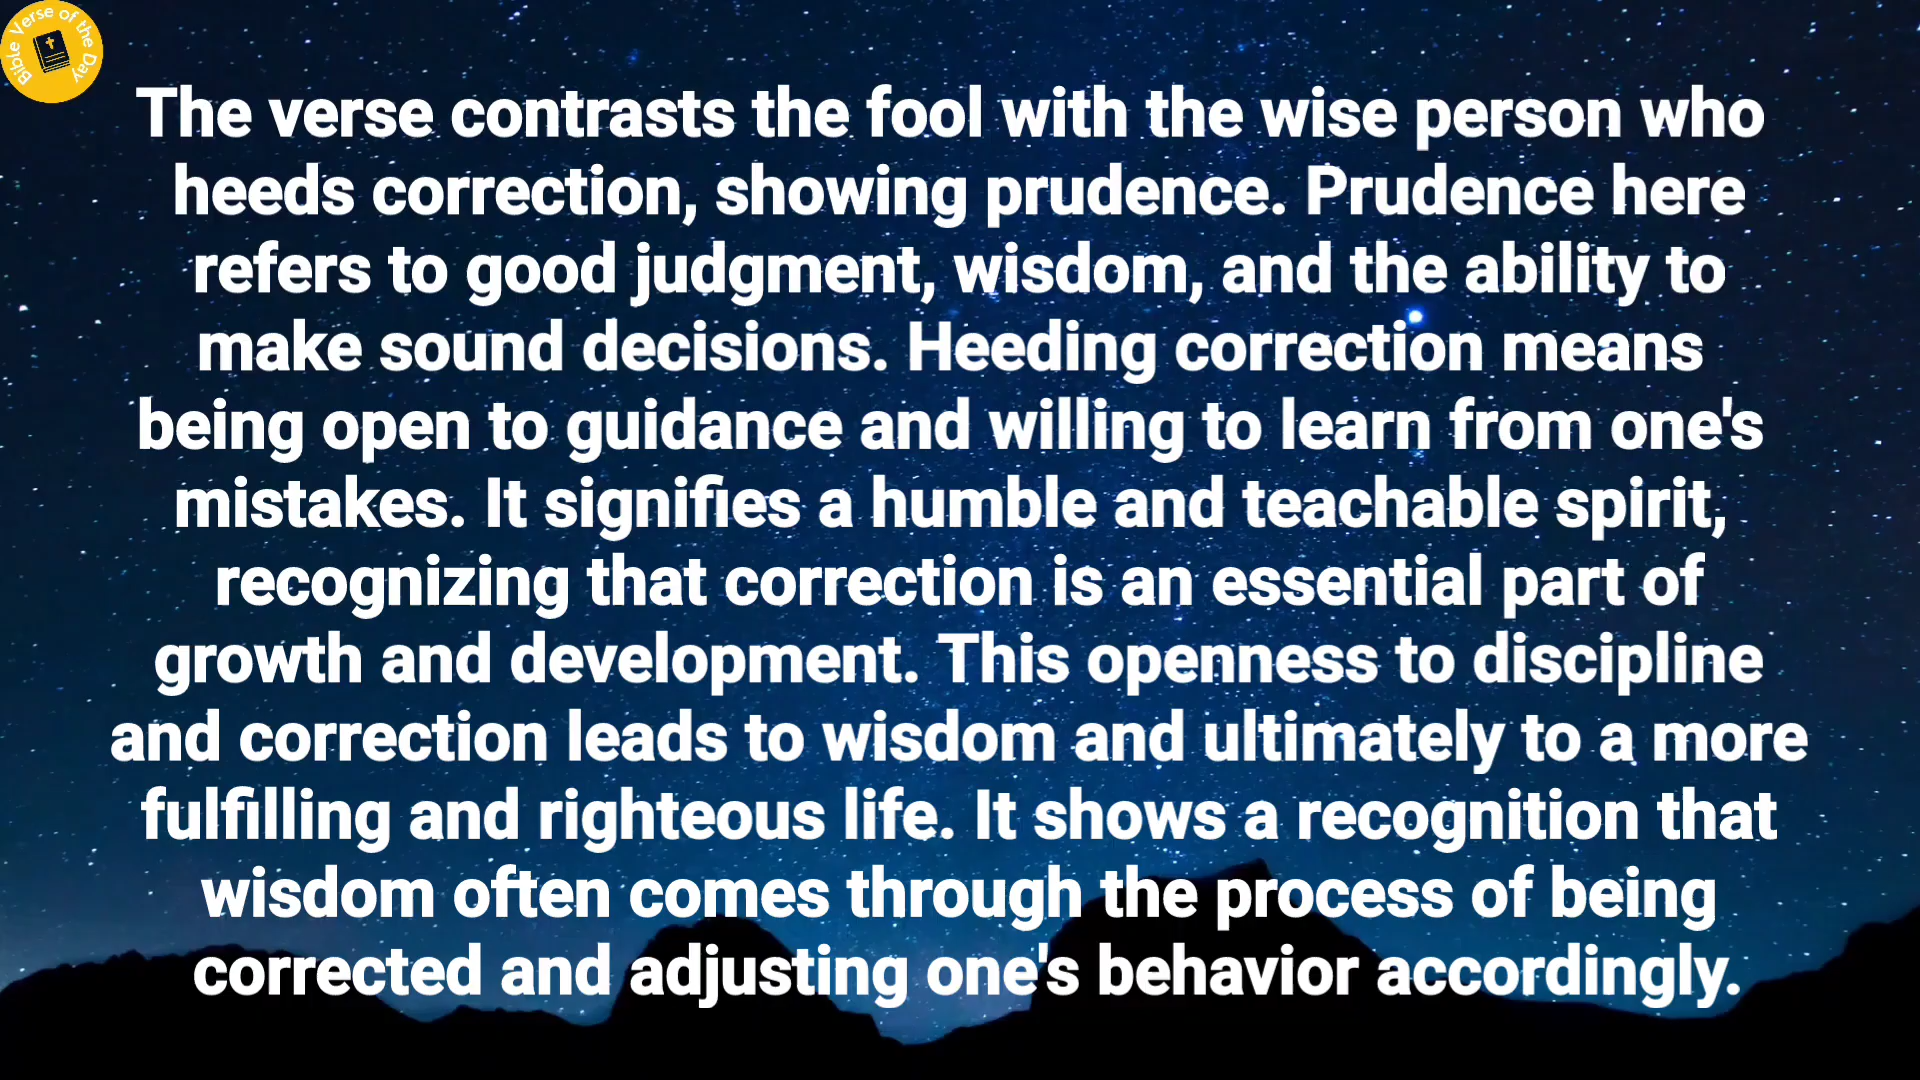 Bible Verse of the Day
The verse contrasts the fool with the wise person who
heeds correction, showing prudence. Prudence here
refers to good judgment, wisdom, and the ability to
make sound decisions. Heeding correction means
being open to guidance and willing to learn from one's
mistakes. It signifies a humble and teachable spirit,
recognizing that correction is an essential part of
growth and development. This openness to discipline
and correction leads to wisdom and ultimately to a more
fulfilling and righteous life. It shows a recognition that
wisdom often comes through the process of being
corrected and adjusting one's behavior accordingly.